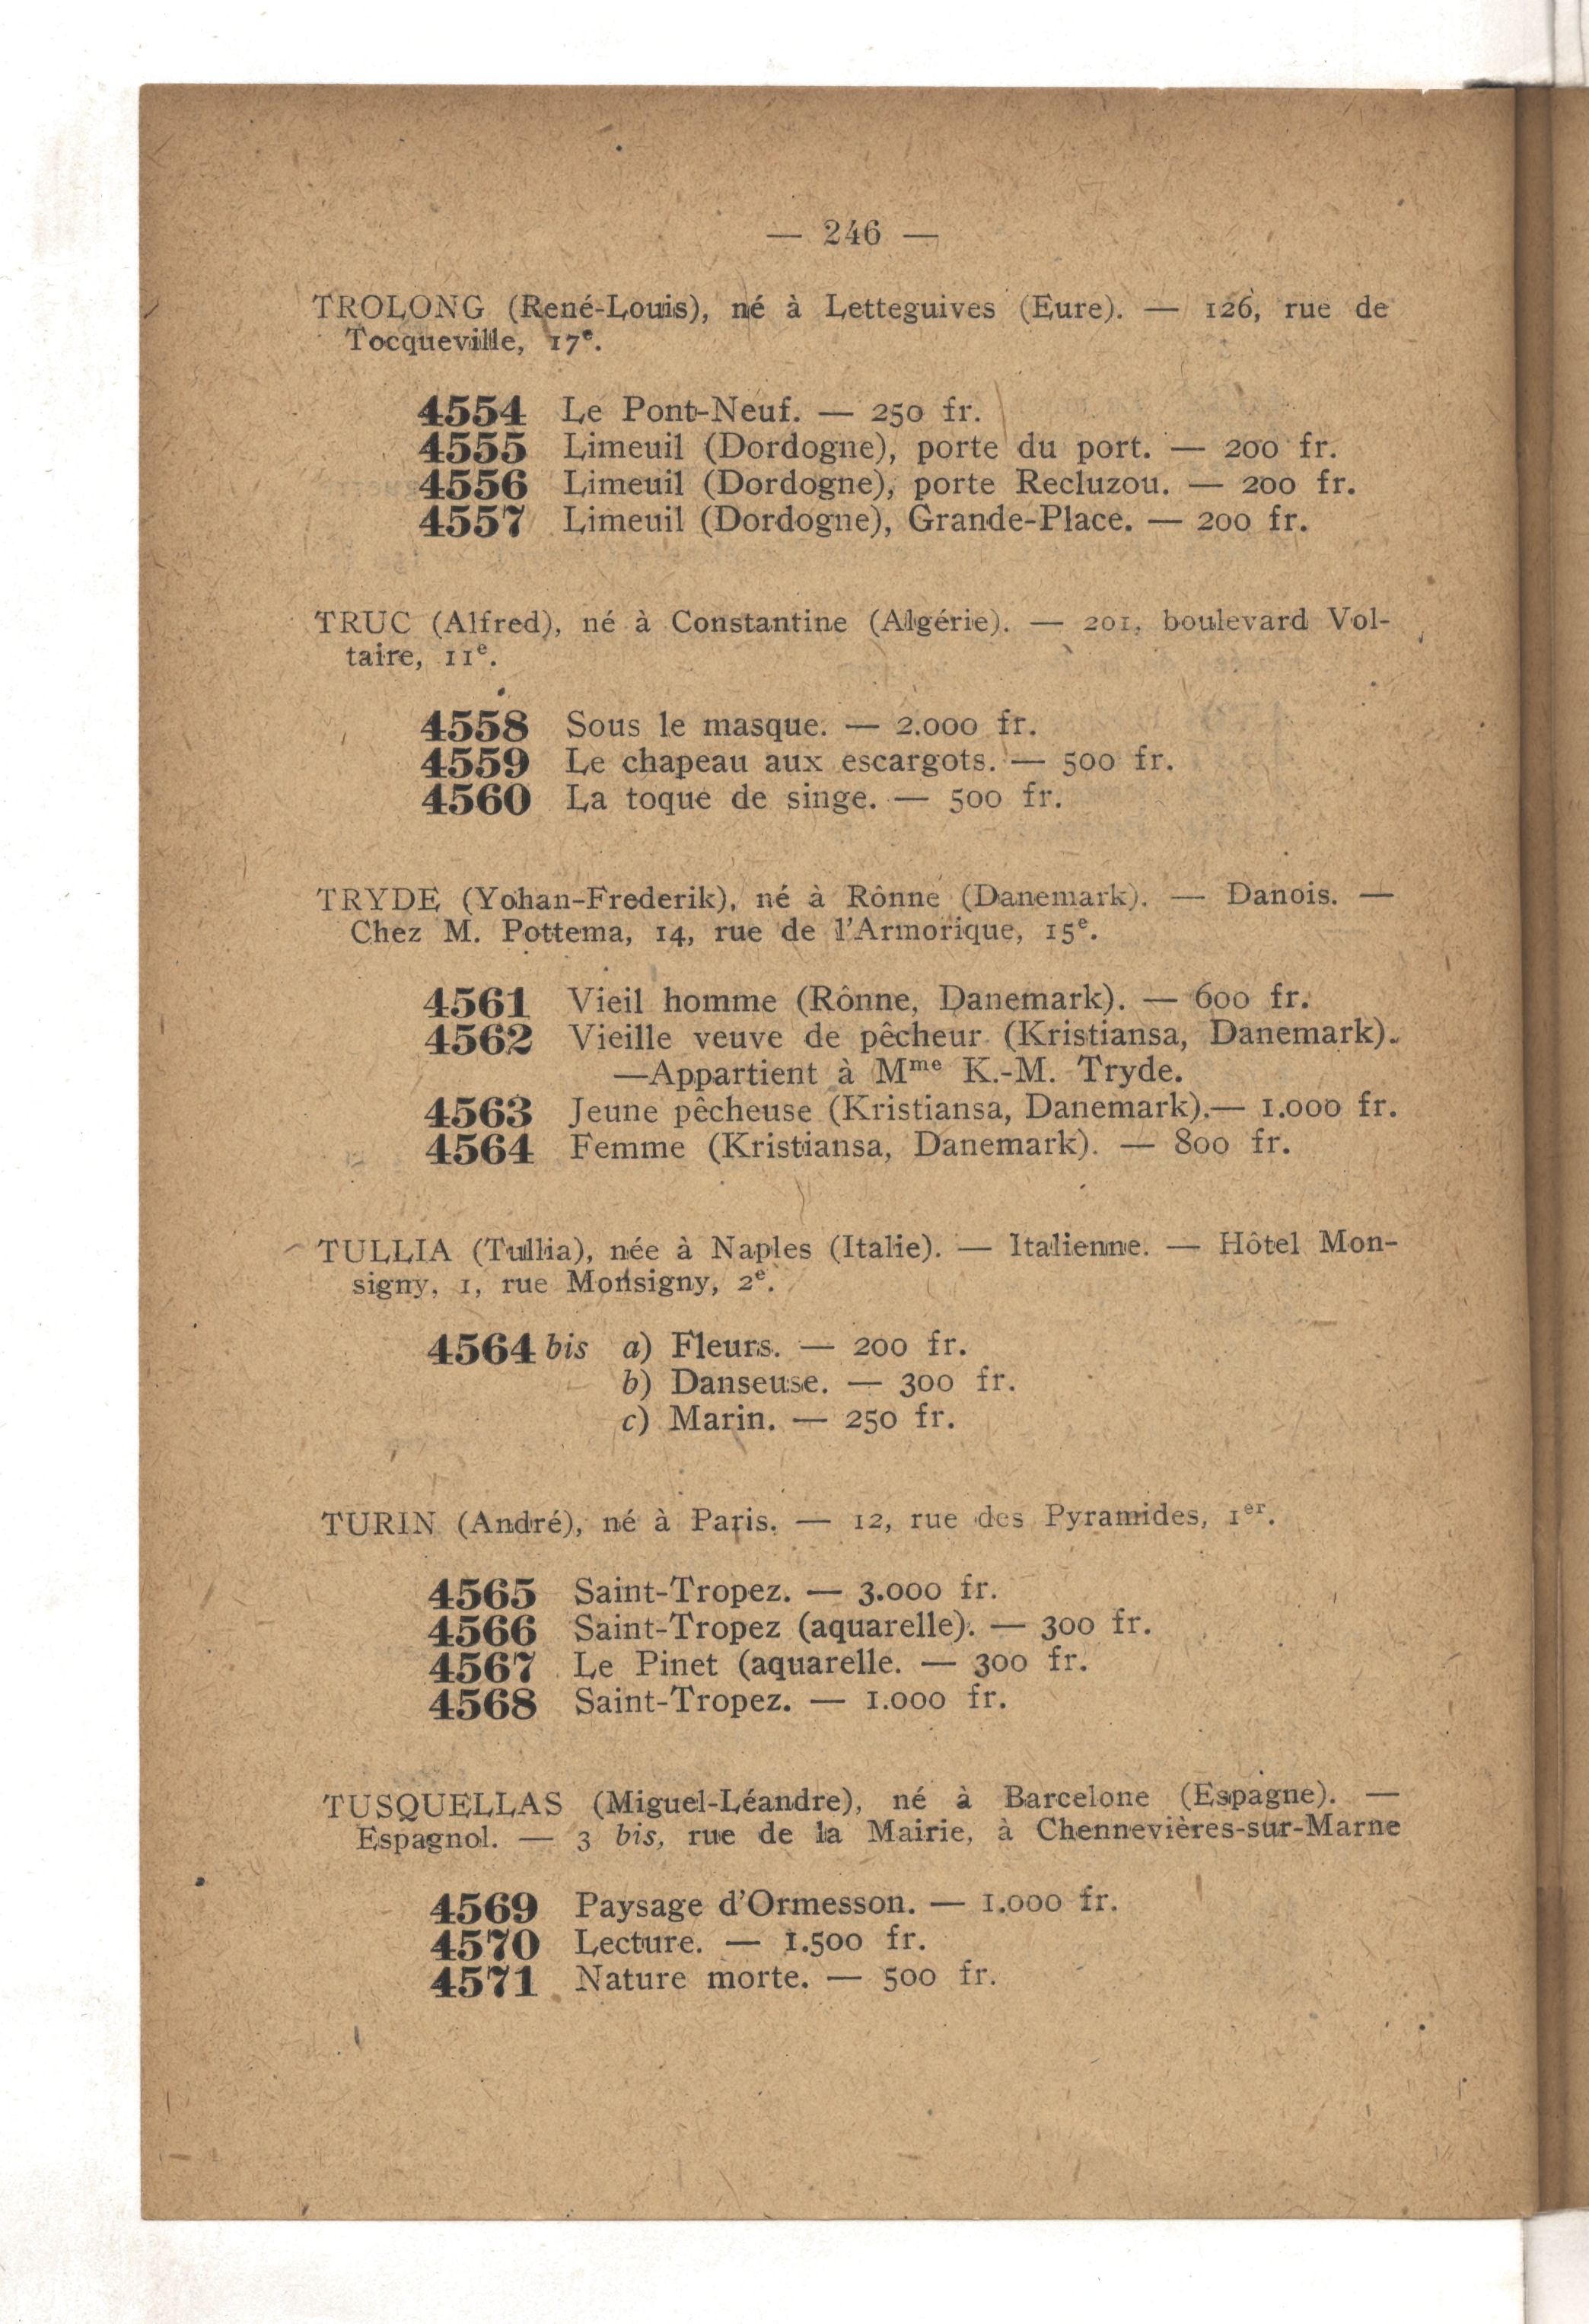 — 246 —
TROLONG (René-Louis), né à Letteguives (Eure). — 126, rue de
Tocqueville, 17e.
4554 Le Pont-Neuf. — 250 fr.
4555 Limeuil (Dordogne), porte du port. — 200 fr.
4556 Limeuil (Dordogne), porte Recluzou. — 200 fr.
4557 Limeuil (Dordogne), Grande-Place. — 200 fr.
TRUC (Alfred), né à Constantine (Algérie). — 201, boulevard Vol-
taire, 11e.
4558 Sous le masque. — 2.000 fr.
4559 Le chapeau aux escargots. — 500 fr.
4560 La toque de singe. — 500 fr.
TRYDE (Yohan-Frederik), né à Rônne (Danemark). — Danois. —
Chez M. Pottema, 14, rue de l'Armorique, 15e.
4561 Vieil homme (Rônne, Danemark). — 600 fr.
4562 Vieille veuve de pêcheur (Kristiansa, Danemark).
—Appartient à Mme K.-M. Tryde.
4563 Jeune pêcheuse (Kristiansa, Danemark).— 1.000 fr.
4564 Femme (Kristiansa, Danemark). — 800 fr.
TULLIA (Tullia), née à Naples (Italie). — Italienne. — Hôtel Mon-
signy, 1, rue Monsigny, 2e.
4564 bis a) Fleurs. — 200 fr.
b) Danseuse. — 300 fr.
c) Marin. — 250 fr.
TURIN (André), né à Paris. — 12, rue des Pyramides, 1er.
4565 Saint-Tropez. — 3.000 fr.
4566 Saint-Tropez (aquarelle). — 300 fr.
4567 Le Pinet (aquarelle. — 300 fr.
4568 Saint-Tropez. — 1.000 fr.
TUSQUELLAS (Miguel-Léandre), né à Barcelone (Espagne). —
Espagnol. — 3 bis, rue de la Mairie, à Chennevières-sur-Marne
4569 Paysage d'Ormesson. — 1.000 fr.
4570 Lecture. — 1.500 fr.
4571 Nature morte. — 500 fr.